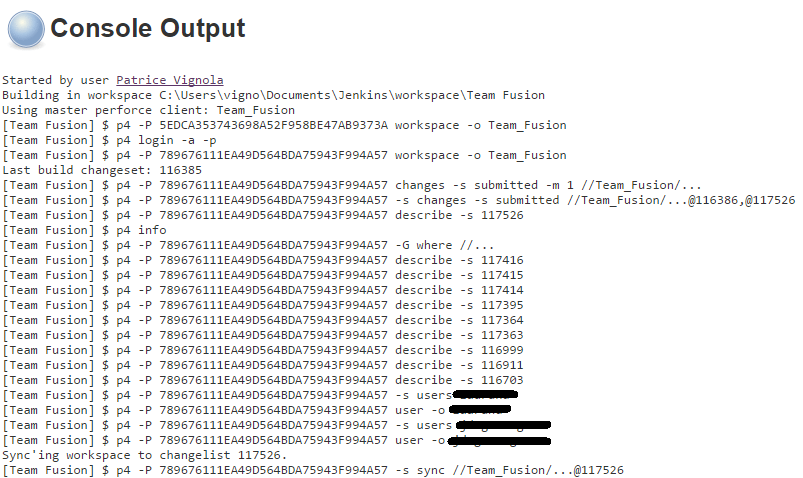 Console Output
Started by user Patrice Vignola
Building in workspace C:\Users\vigno\Documents\Jenkins\workspace\Team Fusion
Using master perforce client: Team_Fusion
[Team Fusion] $ p4 -P 5EDCA353743698A52F958BE47AB9373A workspace -o Team_Fusion
[Team Fusion] $ p4 login -a -p
[Team Fusion] $ p4 -P 789676111EA49D564BDA75943F994A57 workspace -o Team_Fusion
Last build changeset: 116385
[Team Fusion] $ p4 -P 789676111EA49D564BDA75943F994A57 changes -s submitted -m 1 //Team_Fusion/...
[Team Fusion] $ p4 -P 789676111EA49D564BDA75943F994A57 -s changes -s submitted //Team_Fusion/...@116386,@117526
[Team Fusion] $ p4 -P 789676111EA49D564BDA75943F994A57 describe -s 117526
[Team Fusion] $ p4 info
[Team Fusion] $ p4 -P 789676111EA49D564BDA75943F994A57 -G where //...
[Team Fusion] $ p4 -P 789676111EA49D564BDA75943F994A57 describe -s 117416
[Team Fusion] $ p4 -P 789676111EA49D564BDA75943F994A57 describe -s 117415
[Team Fusion] $ p4 -P 789676111EA49D564BDA75943F994A57 describe -s 117414
[Team Fusion] $ p4 -P 789676111EA49D564BDA75943F994A57 describe -s 117395
[Team Fusion] $ p4 -P 789676111EA49D564BDA75943F994A57 describe -s 117364
[Team Fusion] $ p4 -P 789676111EA49D564BDA75943F994A57 describe -s 117363
[Team Fusion] $ p4 -P 789676111EA49D564BDA75943F994A57 describe -s 116999
[Team Fusion] $ p4 -P 789676111EA49D564BDA75943F994A57 describe -s 116911
[Team Fusion] $ p4 -P 789676111EA49D564BDA75943F994A57 describe -s 116703
[Team Fusion] $ p4 -P 789676111EA49D564BDA75943F994A57 -s users
[Team Fusion] $ p4 -P 789676111EA49D564BDA75943F994A57 user -o
[Team Fusion] $ p4 -P 789676111EA49D564BDA75943F994A57 -s users
[Team Fusion] $ p4 -P 789676111EA49D564BDA75943F994A57 user -o
Sync'ing workspace to changelist 117526.
[Team Fusion] $ p4 -P 789676111EA49D564BDA75943F994A57 -s sync //Team_Fusion/...@117526